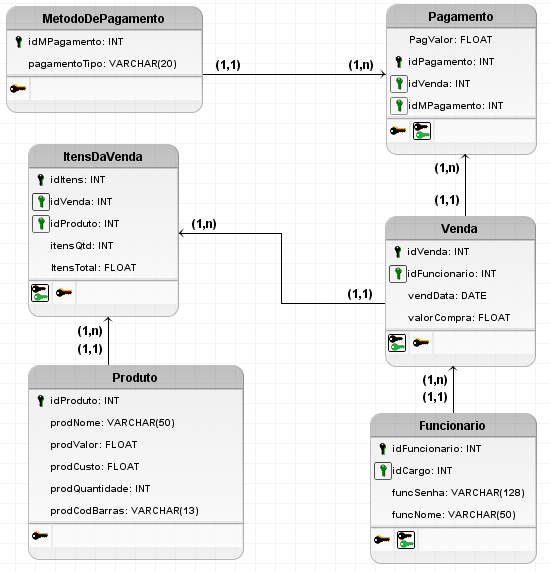 MetodoDePagamento
idMPagamento: INT
pagamentoTipo: VARCHAR(20)
(1,1)
(1,n)
Pagamento
PagValor: FLOAT
idPagamento: INT
idVenda: INT
idMPagamento: INT
(1,n)
(1,1)
ItensDaVenda
idItens: INT
idVenda: INT
idProduto: INT
itensQtd: INT
ItensTotal: FLOAT
(1,n)
(1,1)
Venda
idVenda: INT
idFuncionario: INT
vendData: DATE
valorCompra: FLOAT
(1,n)
(1,1)
Produto
idProduto: INT
prodNome: VARCHAR(50)
prodValor: FLOAT
prodCusto: FLOAT
prodQuantidade: INT
prodCodBarras: VARCHAR(13)
(1,n)
(1,1)
Funcionario
idFuncionario: INT
idCargo: INT
funcSenha: VARCHAR(128)
funcNome: VARCHAR(50)